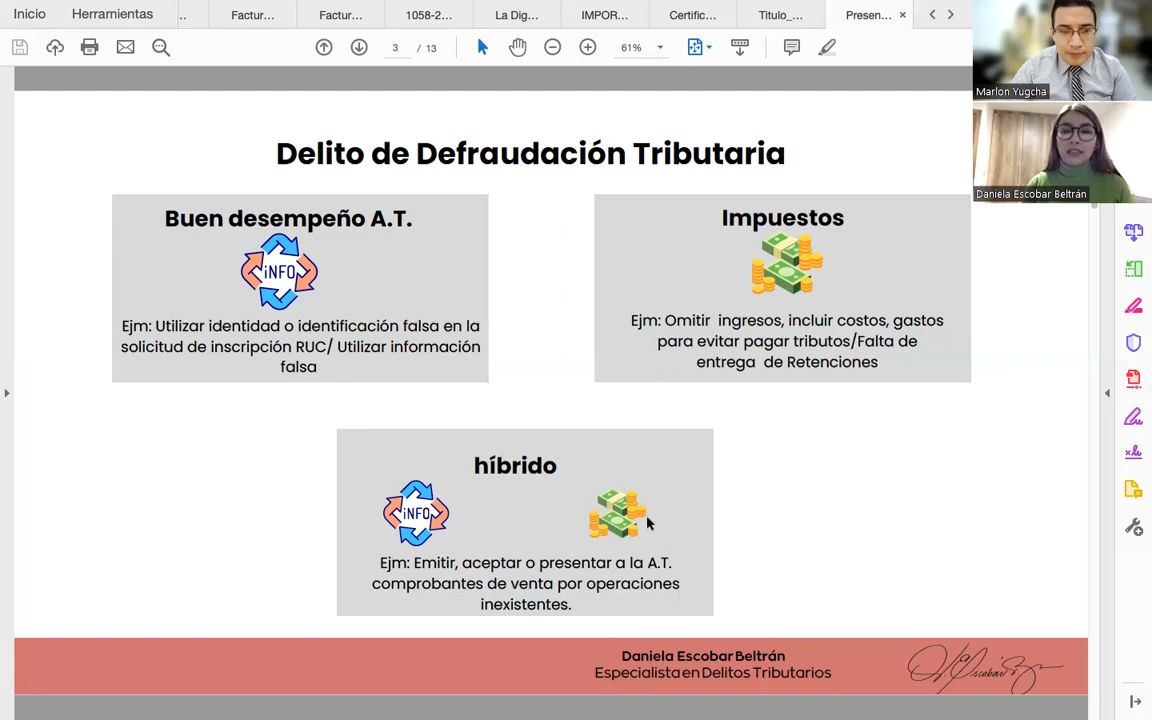 Inicio
Herramientas
..
Factur...
Factur...
1058-2...
La Dig...
IMPOR...
Certific...
Titulo_...
Presen...
3 / 13
61%
Marlon Yugcha
Daniela Escobar Beltrán
Delito de Defraudación Tributaria
Buen desempeño A.T.
iNFO
Ejm: Utilizar identidad o identificación falsa en la
solicitud de inscripción RUC/ Utilizar información
falsa
Impuestos
Ejm: Omitir ingresos, incluir costos, gastos
para evitar pagar tributos/Falta de
entrega de Retenciones
híbrido
iNFO
Ejm: Emitir, aceptar o presentar a la A.T.
comprobantes de venta por operaciones
inexistentes.
Daniela Escobar Beltrán
Especialista en Delitos Tributarios